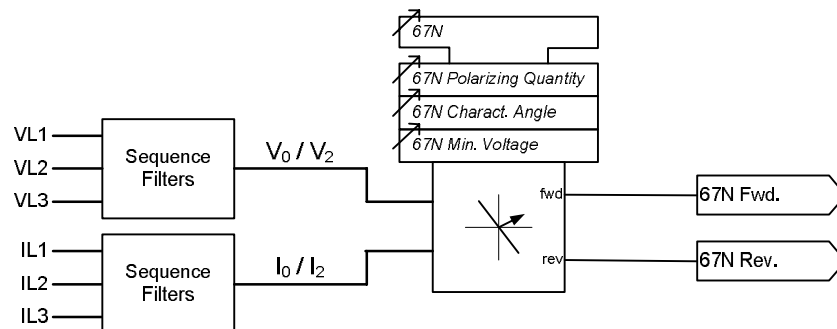 67N
67N Polarizing Quantity
67N Charact. Angle
67N Min. Voltage
VL1
VL2
VL3
Sequence
Filters
V0 / V2
fwd
67N Fwd.
IL1
IL2
IL3
Sequence
Filters
I0 / I2
rev
67N Rev.